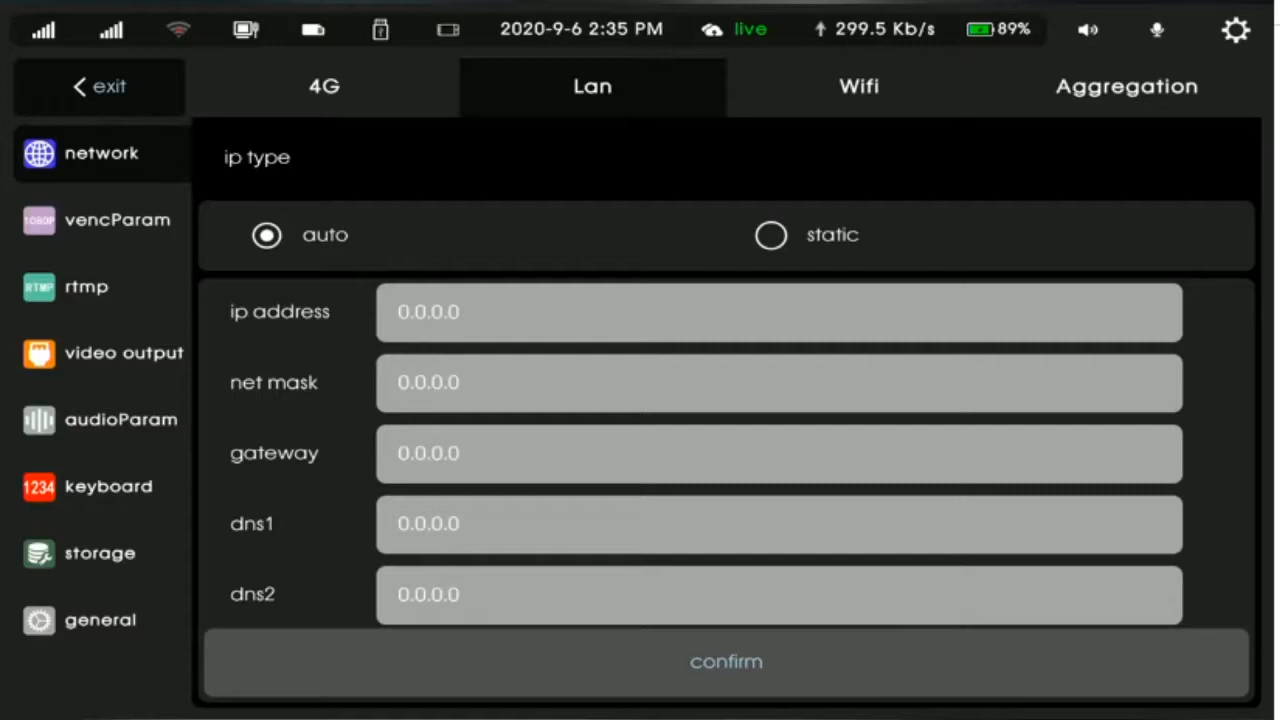 2020-9-6 2:35 PM live 299.5 Kb/s 89%
exit 4G Lan Wifi Aggregation
network
1080P vencParam
RTMP rtmp
video output
audioParam
1234 keyboard
storage
general
ip type
auto static
ip address 0.0.0.0
net mask 0.0.0.0
gateway 0.0.0.0
dns1 0.0.0.0
dns2 0.0.0.0
confirm